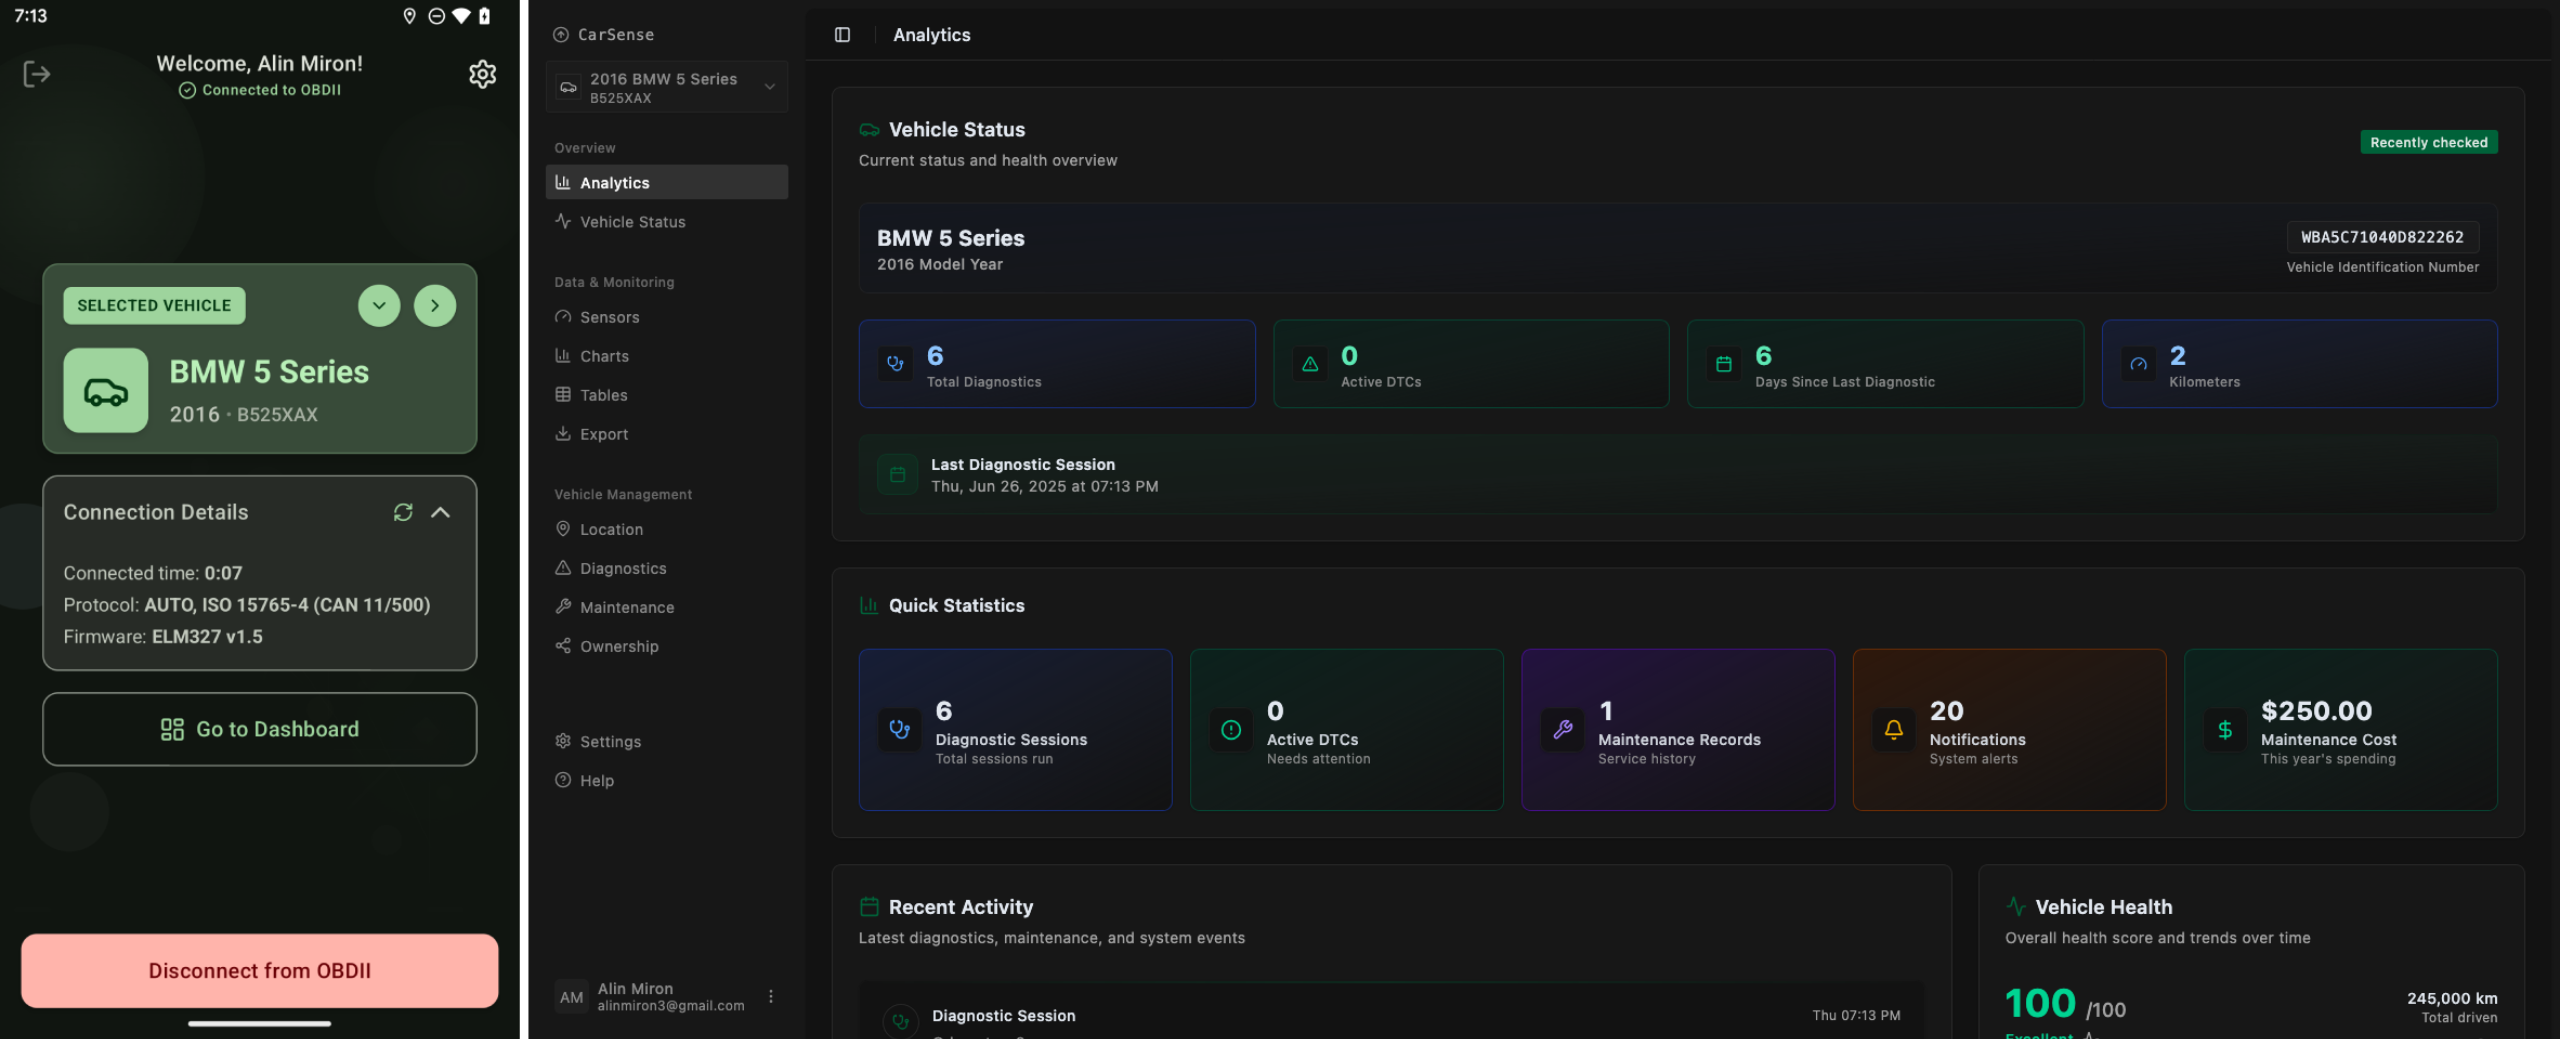 7:13
Welcome, Alin Miron!
Connected to OBDII
SELECTED VEHICLE
BMW 5 Series
2016 · B525XAX
Connection Details
Connected time: 0:07
Protocol: AUTO, ISO 15765-4 (CAN 11/500)
Firmware: ELM327 v1.5
Go to Dashboard
Disconnect from OBDII
CarSense
2016 BMW 5 Series
B525XAX
Overview
Analytics
Vehicle Status
Data & Monitoring
Sensors
Charts
Tables
Export
Vehicle Management
Location
Diagnostics
Maintenance
Ownership
Settings
Help
AM
Alin Miron
alinmiron3@gmail.com
Analytics
Vehicle Status
Current status and health overview
Recently checked
BMW 5 Series
2016 Model Year
WBA5C71040D822262
Vehicle Identification Number
6
Total Diagnostics
0
Active DTCs
6
Days Since Last Diagnostic
2
Kilometers
Last Diagnostic Session
Thu, Jun 26, 2025 at 07:13 PM
Quick Statistics
6
Diagnostic Sessions
Total sessions run
0
Active DTCs
Needs attention
1
Maintenance Records
Service history
20
Notifications
System alerts
$250.00
Maintenance Cost
This year's spending
Recent Activity
Latest diagnostics, maintenance, and system events
Diagnostic Session
Thu 07:13 PM
Vehicle Health
Overall health score and trends over time
100 /100
245,000 km
Total driven